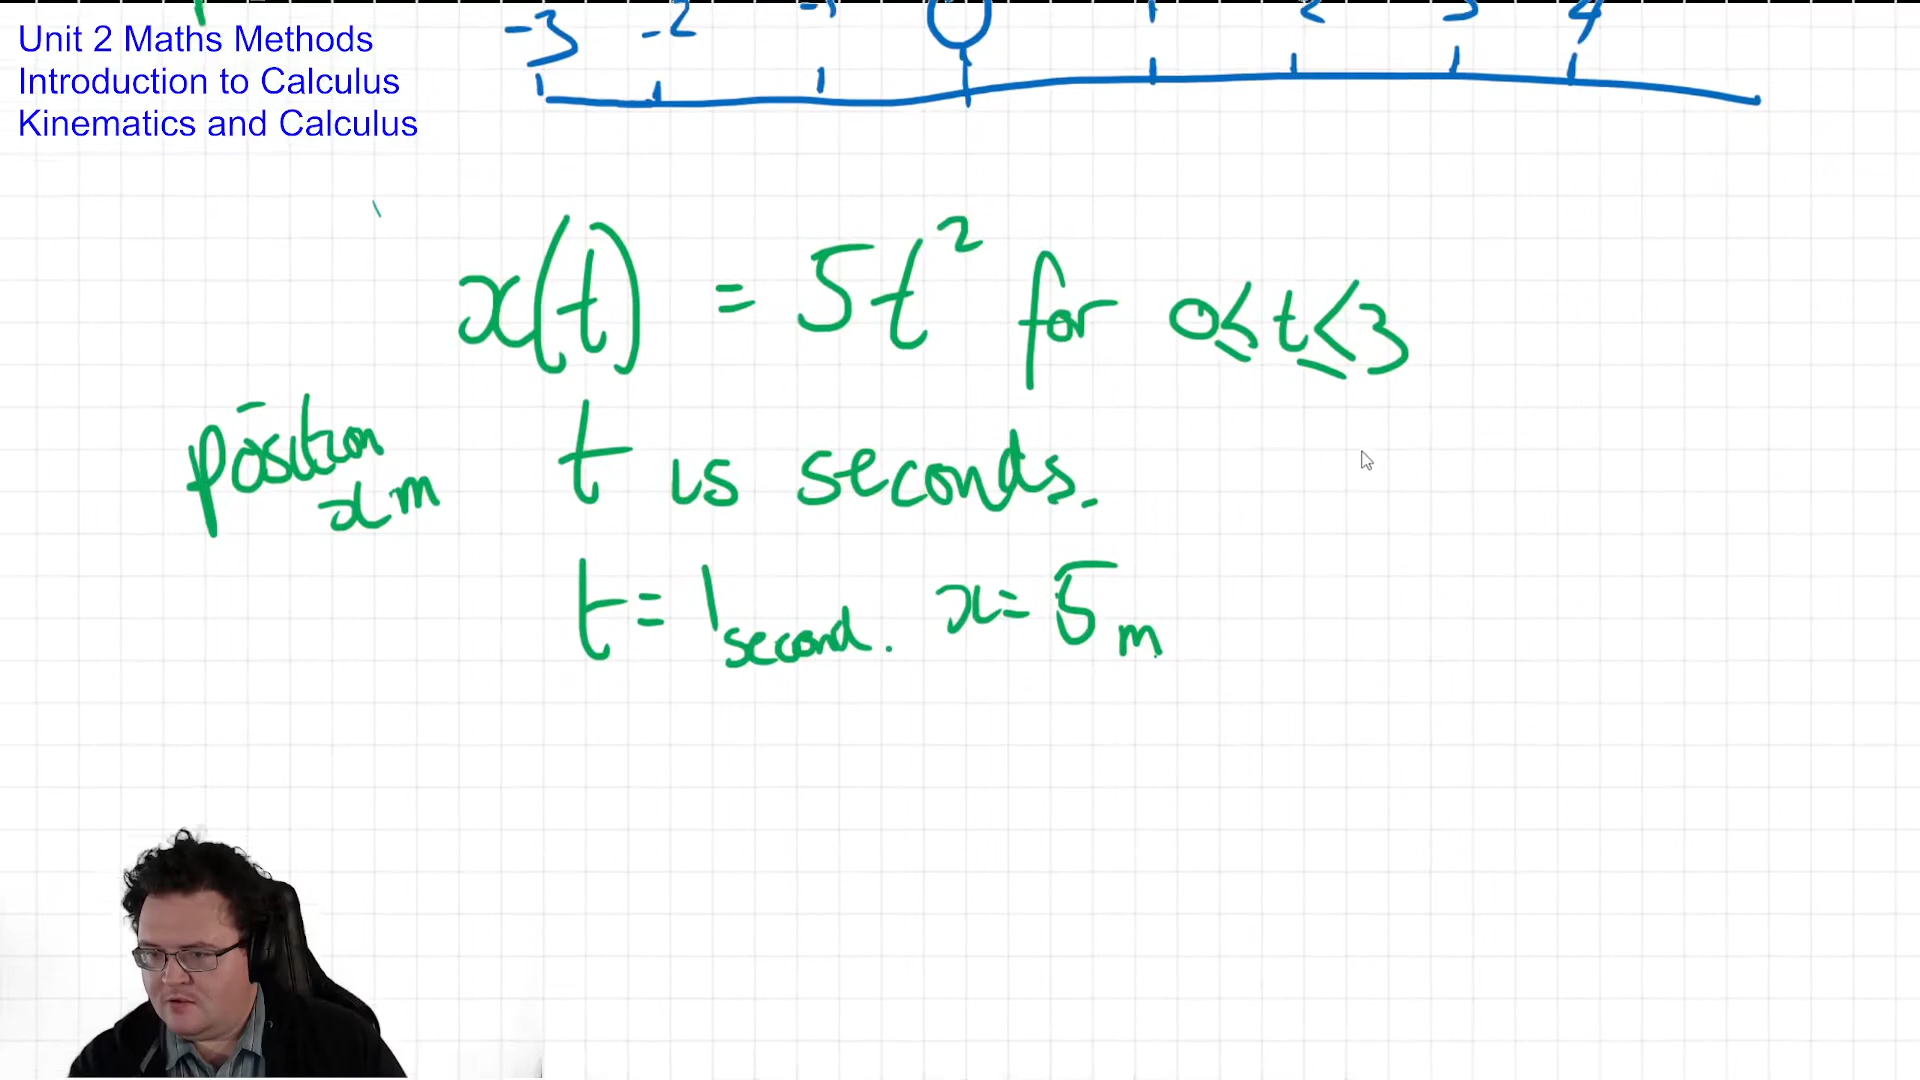 Unit 2 Maths Methods
Introduction to Calculus
Kinematics and Calculus
-3 -2 -1 0 1 2 3 4
x(t) = 5t² for 0≤t≤3
position
x m
t is seconds.
t = 1 second. x = 5 m